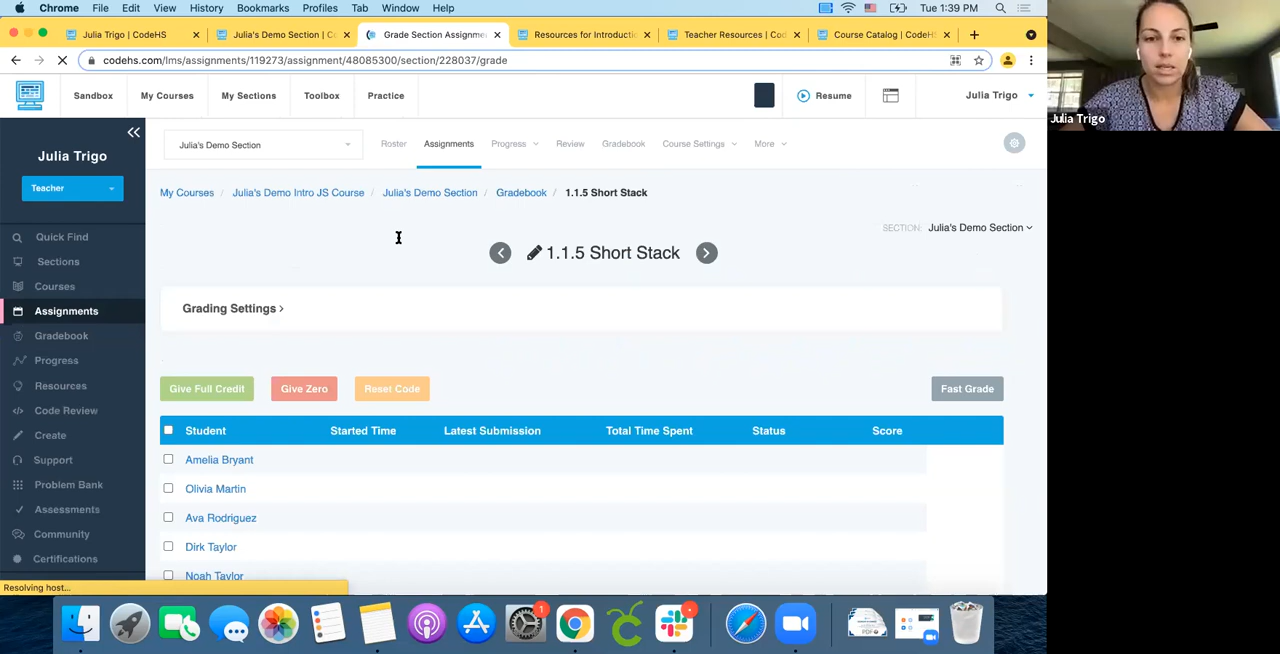 Chrome File Edit View History Bookmarks Profiles Tab Window Help Tue 1:39 PM
Julia Trigo | CodeHS Julia's Demo Section | C Grade Section Assignme Resources for Introducti Teacher Resources | Cod Course Catalog | CodeHS
codehs.com/lms/assignments/119273/assignment/48085300/section/228037/grade
Sandbox My Courses My Sections Toolbox Practice Resume Julia Trigo
Julia Trigo
Julia Trigo
Teacher
Quick Find
Sections
Courses
Assignments
Gradebook
Progress
Resources
Code Review
Create
Support
Problem Bank
Assessments
Community
Certifications
Julia's Demo Section Roster Assignments Progress Review Gradebook Course Settings More
My Courses / Julia's Demo Intro JS Course / Julia's Demo Section / Gradebook / 1.1.5 Short Stack
SECTION: Julia's Demo Section
1.1.5 Short Stack
Grading Settings >
Give Full Credit Give Zero Reset Code Fast Grade
Student Started Time Latest Submission Total Time Spent Status Score
Amelia Bryant
Olivia Martin
Ava Rodriguez
Dirk Taylor
Noah Taylor
Resolving host...
1
PDF